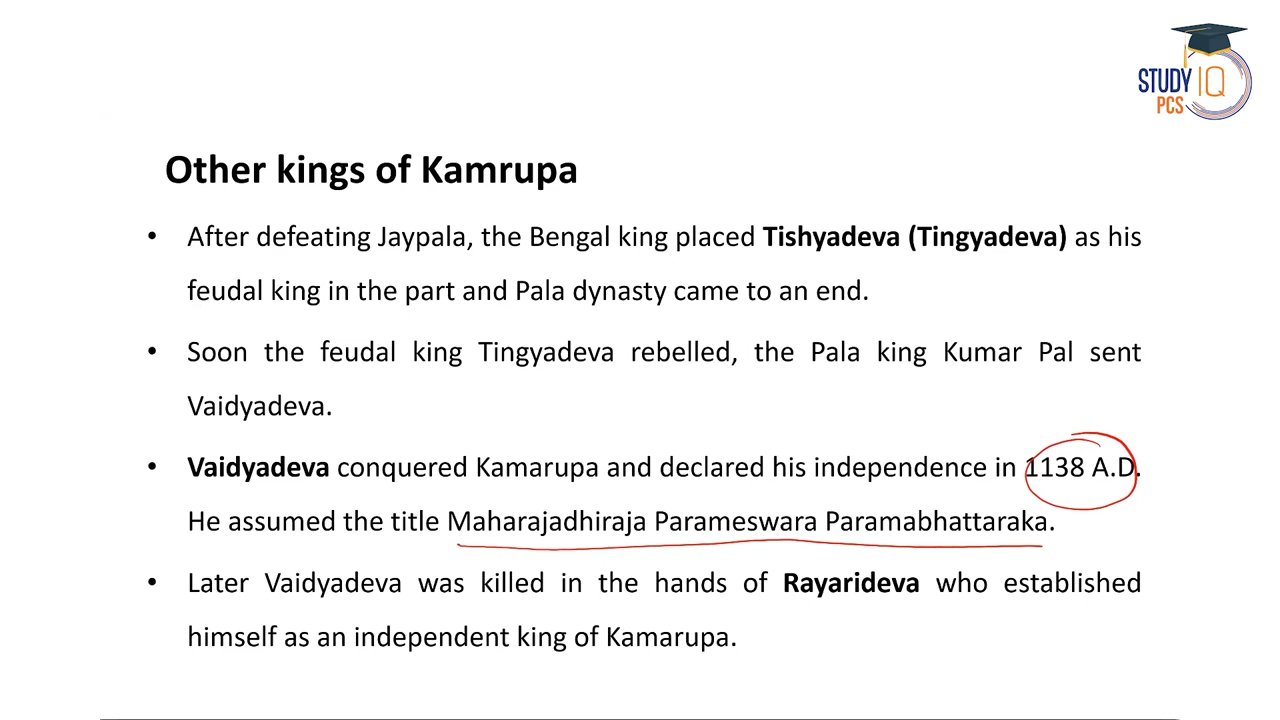 STUDY IQ
PCS
Other kings of Kamrupa
• After defeating Jaypala, the Bengal king placed Tishyadeva (Tingyadeva) as his
feudal king in the part and Pala dynasty came to an end.
• Soon the feudal king Tingyadeva rebelled, the Pala king Kumar Pal sent
Vaidyadeva.
• Vaidyadeva conquered Kamarupa and declared his independence in 1138 A.D.
He assumed the title Maharajadhiraja Parameswara Paramabhattaraka.
• Later Vaidyadeva was killed in the hands of Rayarideva who established
himself as an independent king of Kamarupa.